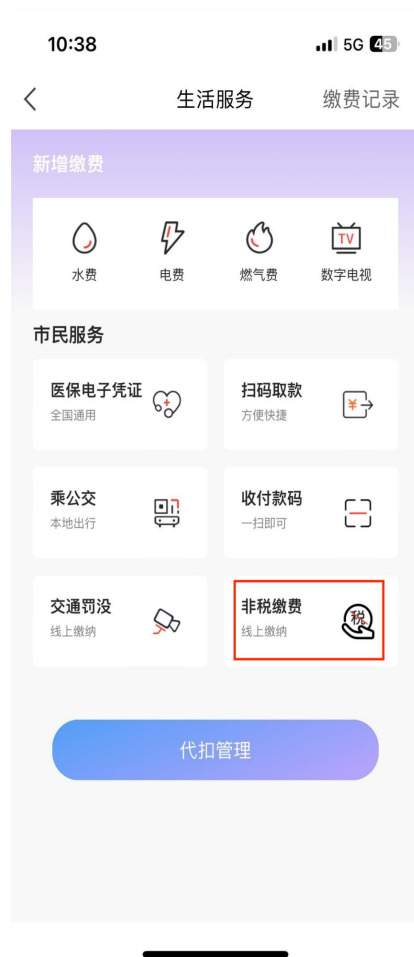 10:38
5G 45
生活服务
缴费记录
新增缴费
水费
电费
燃气费
TV
数字电视
市民服务
医保电子凭证
全国通用
扫码取款
方便快捷
¥
乘公交
本地出行
收付款码
一扫即可
交通罚没
线上缴纳
非税缴费
线上缴纳
税
代扣管理